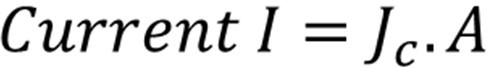 Current I = J_c. A